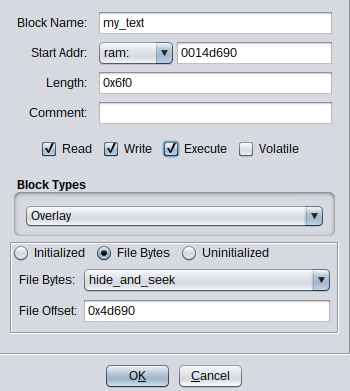 Block Name: my_text
Start Addr: ram: 0014d690
Length: 0x6f0
Comment:
Read Write Execute Volatile
Block Types
Overlay
Initialized File Bytes Uninitialized
File Bytes: hide_and_seek
File Offset: 0x4d690
OK Cancel